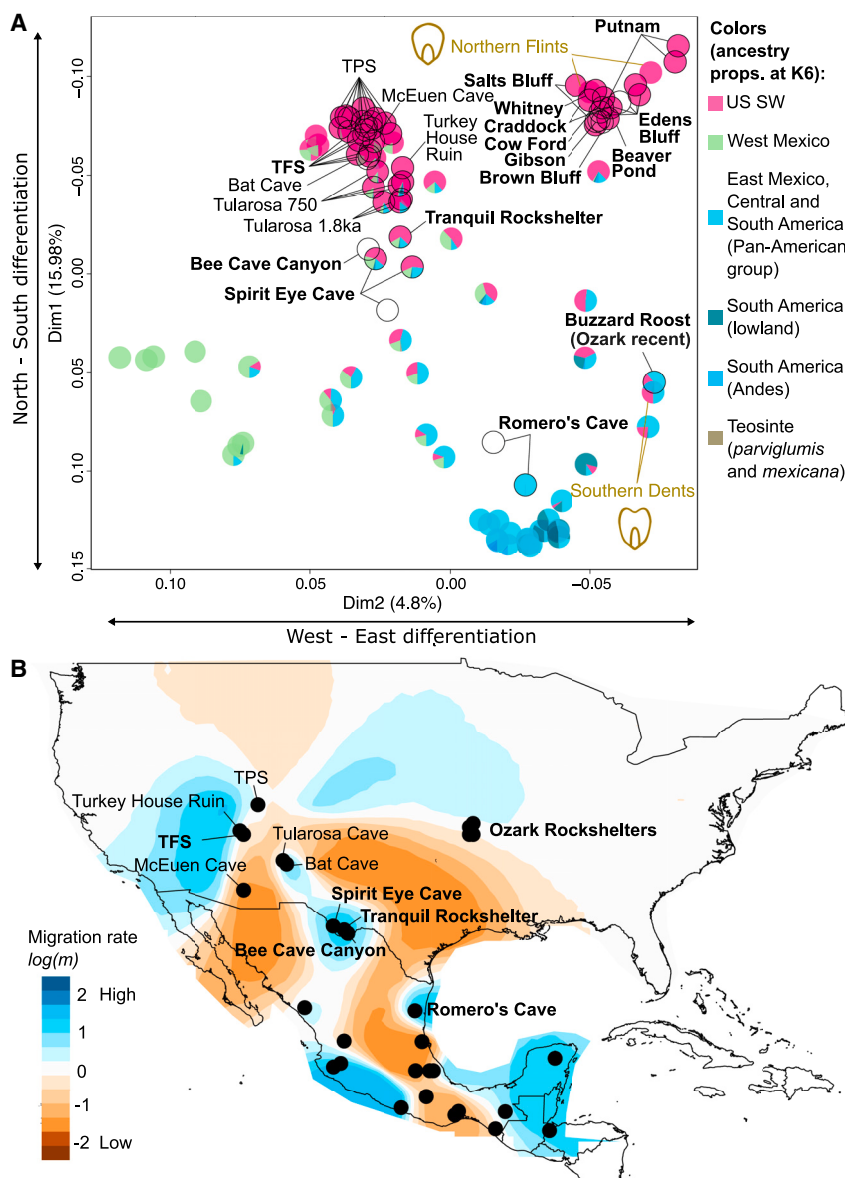 A
North - South differentiation
Dim1 (15.98%)
-0.10
-0.05
0.00
0.05
0.10
0.15
TPS
McEuen Cave
Turkey
House
Ruin
TFS
Bat Cave
Tularosa 750
Tularosa 1.8ka
Northern Flints
Putnam
Salts Bluff
Whitney
Craddock
Cow Ford
Gibson
Brown Bluff
Edens
Bluff
Beaver
Pond
Tranquil Rockshelter
Bee Cave Canyon
Spirit Eye Cave
Buzzard Roost
(Ozark recent)
Romero's Cave
Southern Dents
0.10
0.05
0.00
-0.05
Dim2 (4.8%)
West - East differentiation
Colors
(ancestry
props. at K6):
US SW
West Mexico
East Mexico,
Central and
South America
(Pan-American
group)
South America
(lowland)
South America
(Andes)
Teosinte
(parviglumis
and mexicana)
B
TPS
Turkey House Ruin
TFS
McEuen Cave
Tularosa Cave
Bat Cave
Ozark Rockshelters
Spirit Eye Cave
Tranquil Rockshelter
Bee Cave Canyon
Romero's Cave
Migration rate
log(m)
2 High
1
0
-1
-2 Low